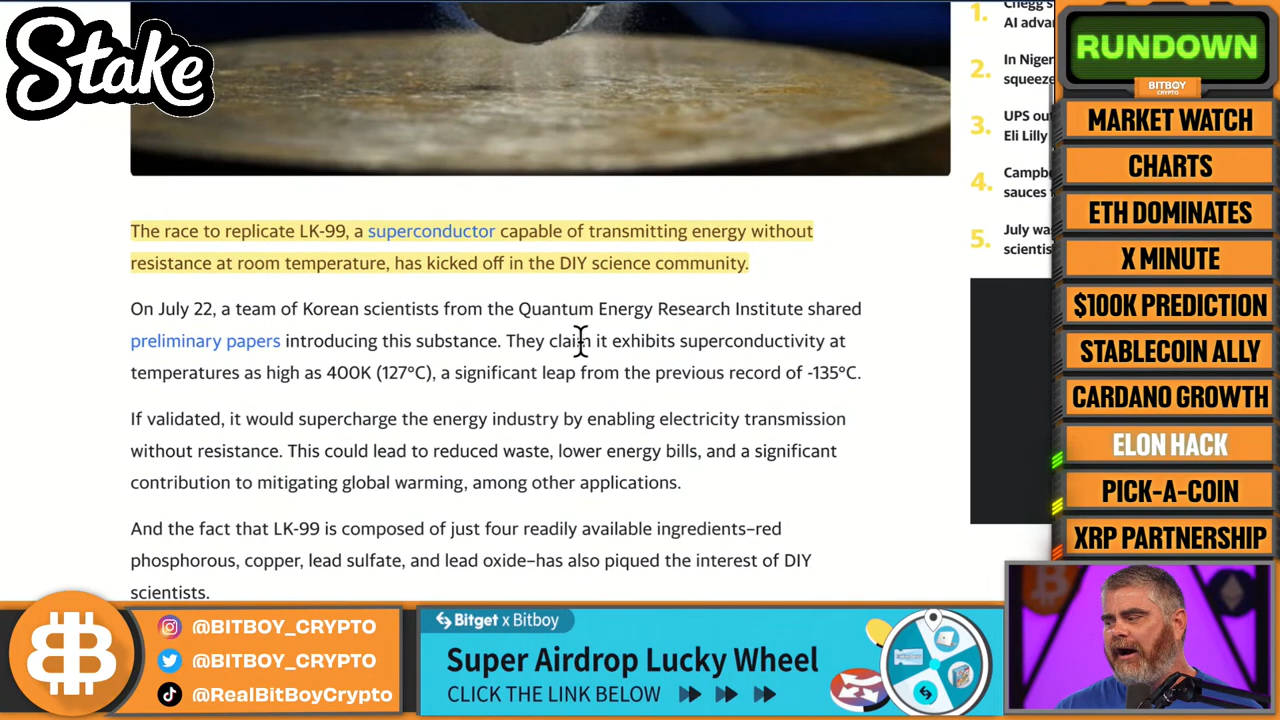 Stake
The race to replicate LK-99, a superconductor capable of transmitting energy without
resistance at room temperature, has kicked off in the DIY science community.
On July 22, a team of Korean scientists from the Quantum Energy Research Institute shared
preliminary papers introducing this substance. They claim it exhibits superconductivity at
temperatures as high as 400K (127°C), a significant leap from the previous record of -135°C.
If validated, it would supercharge the energy industry by enabling electricity transmission
without resistance. This could lead to reduced waste, lower energy bills, and a significant
contribution to mitigating global warming, among other applications.
And the fact that LK-99 is composed of just four readily available ingredients–red
phosphorous, copper, lead sulfate, and lead oxide–has also piqued the interest of DIY
scientists.
1. Chegg's
AI advan
2. In Niger
squeeze
3. UPS ou
Eli Lilly
4. Campb
sauces
5. July wa
scientis
RUNDOWN
BITBOY
CRYPTO
MARKET WATCH
CHARTS
ETH DOMINATES
X MINUTE
$100K PREDICTION
STABLECOIN ALLY
CARDANO GROWTH
ELON HACK
PICK-A-COIN
XRP PARTNERSHIP
@BITBOY_CRYPTO
@BITBOY_CRYPTO
@RealBitBoyCrypto
Bitget x Bitboy
Super Airdrop Lucky Wheel
CLICK THE LINK BELOW